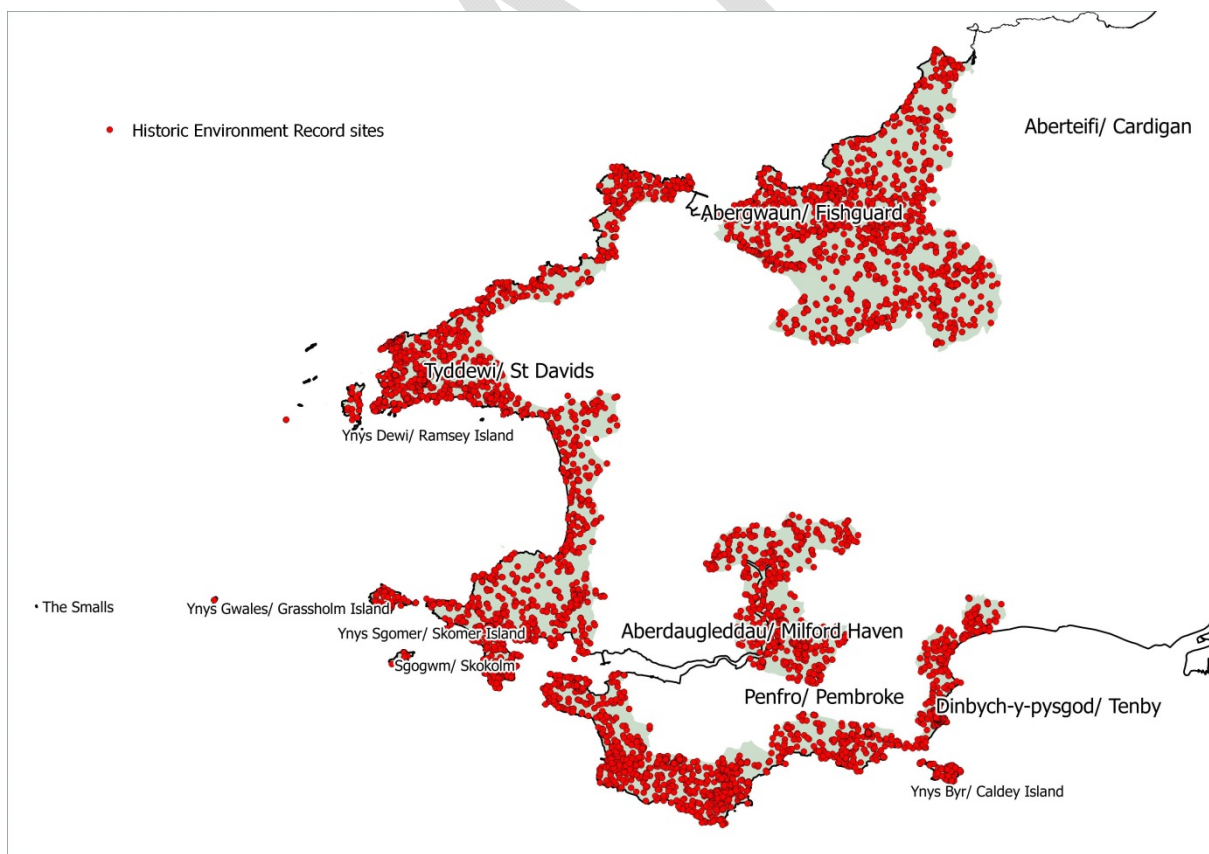 Historic Environment Record sites
Aberteifi/ Cardigan
Abergwaun/ Fishguard
Tyddewi/ St Davids
Ynys Dewi/ Ramsey Island
The Smalls
Ynys Gwales/ Grassholm Island
Ynys Sgomer/ Skomer Island
Aberdaugleddau/ Milford Haven
Sgogwm/ Skokolm
Penfro/ Pembroke
Dinbych-y-pysgod/ Tenby
Ynys Byr/ Caldey Island